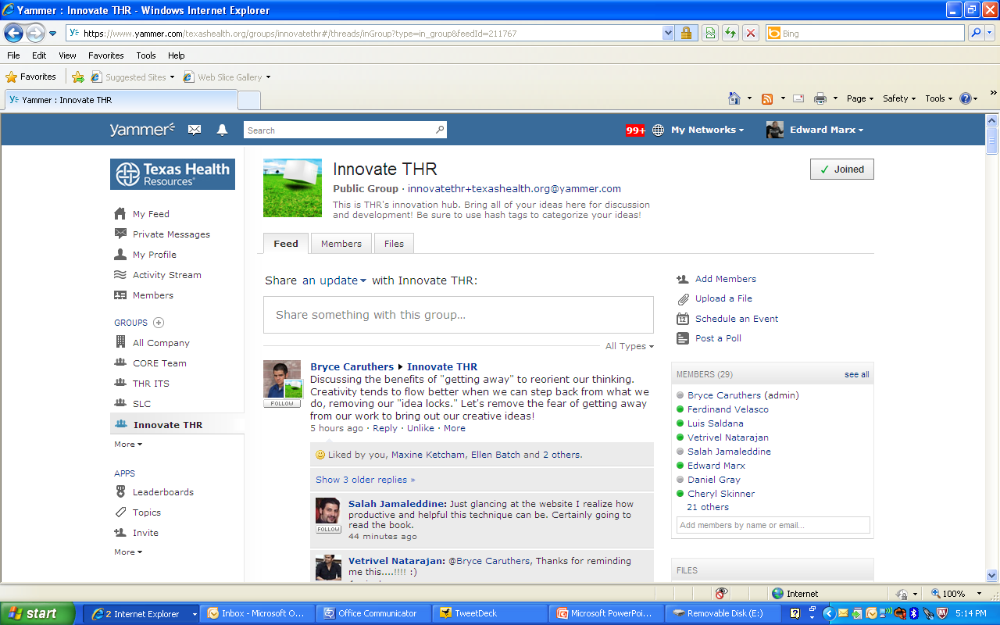 Yammer : Innovate THR - Windows Internet Explorer
https://www.yammer.com/texashealth.org/groups/innovatethr#/threads/inGroup?type=in_group&feedId=211767
Bing
File Edit View Favorites Tools Help
Favorites Suggested Sites Web Slice Gallery
Yammer : Innovate THR
Page Safety Tools
yammer
Search
99+ My Networks Edward Marx
Texas Health
Resources®
My Feed
Private Messages
My Profile
Activity Stream
Members
GROUPS
All Company
CORE Team
THR ITS
SLC
Innovate THR
More
APPS
Leaderboards
Topics
Invite
More
Innovate THR
Public Group · innovatethr+texashealth.org@yammer.com
This is THR's innovation hub. Bring all of your ideas here for discussion
and development! Be sure to use hash tags to categorize your ideas!
Joined
Feed Members Files
Share an update with Innovate THR:
Share something with this group...
All Types
Bryce Caruthers Innovate THR
Discussing the benefits of "getting away" to reorient our thinking.
Creativity tends to flow better when we can step back from what we
do, removing our "idea locks." Let's remove the fear of getting away
from our work to bring out our creative ideas!
FOLLOW
5 hours ago · Reply · Unlike · More
Liked by you, Maxine Ketcham, Ellen Batch and 2 others.
Show 3 older replies »
Salah Jamaleddine: Just glancing at the website I realize how
productive and helpful this technique can be. Certainly going to
read the book.
FOLLOW
44 minutes ago
Vetrivel Natarajan: @Bryce Caruthers, Thanks for reminding
me this....!!!! :)
Add Members
Upload a File
12 Schedule an Event
Post a Poll
MEMBERS (29) see all
Bryce Caruthers (admin)
Ferdinand Velasco
Luis Saldana
Vetrivel Natarajan
Salah Jamaleddine
Edward Marx
Daniel Gray
Cheryl Skinner
21 others
Add members by name or email...
FILES
Internet 100%
start 2 Internet Explorer Inbox - Microsoft O... Office Communicator TweetDeck Microsoft PowerPoi... Removable Disk (E:) 5:14 PM